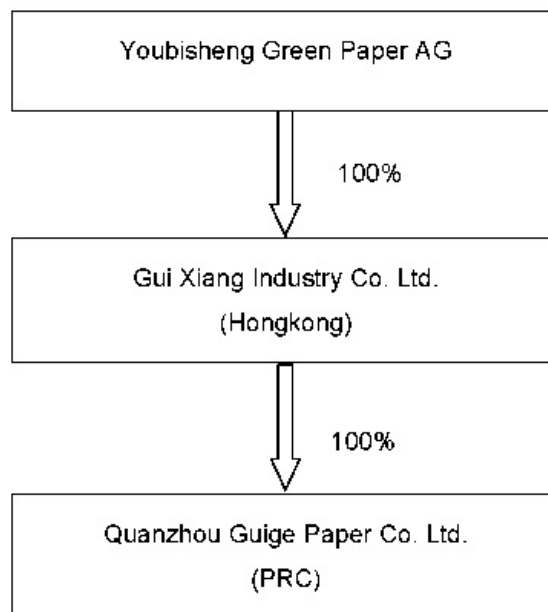 Youbisheng Green Paper AG
100%
Gui Xiang Industry Co. Ltd.
(Hongkong)
100%
Quanzhou Guige Paper Co. Ltd.
(PRC)